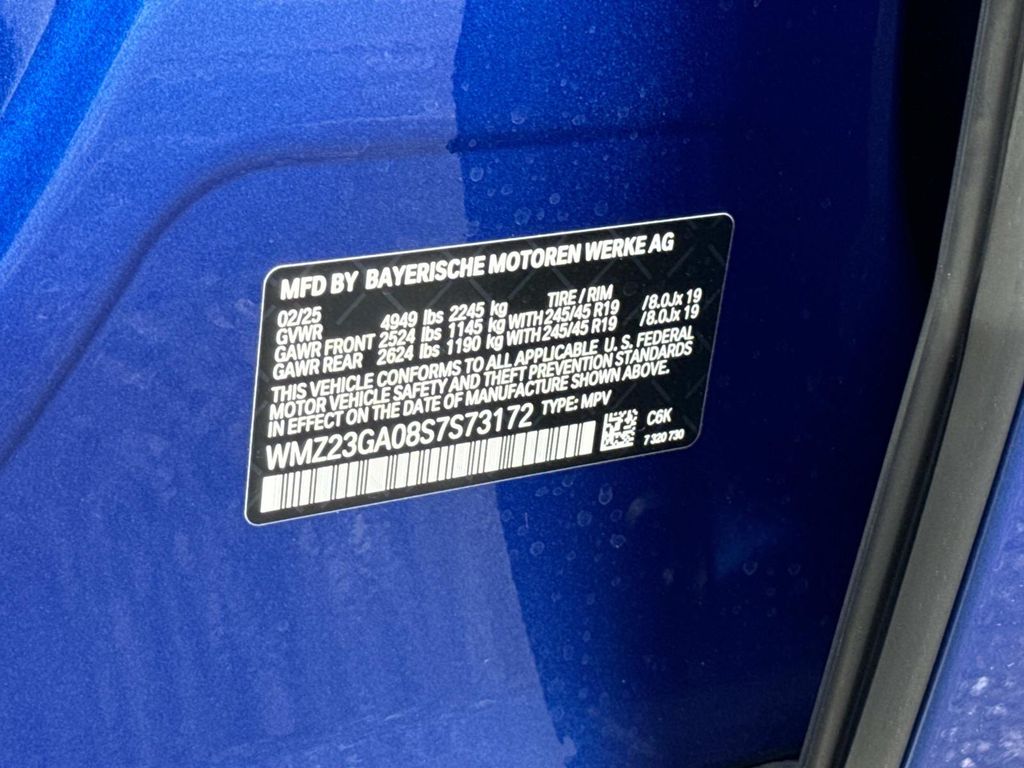 MFD BY BAYERISCHE MOTOREN WERKE AG
02/25 TIRE / RIM
GVWR 4949 lbs 2245 kg
GAWR FRONT 2524 lbs 1145 kg WITH 245/45 R19 /8.0Jx 19
GAWR REAR 2624 lbs 1190 kg WITH 245/45 R19 /8.0Jx 19
THIS VEHICLE CONFORMS TO ALL APPLICABLE U. S. FEDERAL
MOTOR VEHICLE SAFETY AND THEFT PREVENTION STANDARDS
IN EFFECT ON THE DATE OF MANUFACTURE SHOWN ABOVE.
WMZ23GA08S7S73172 TYPE: MPV
C6K
7 320 730